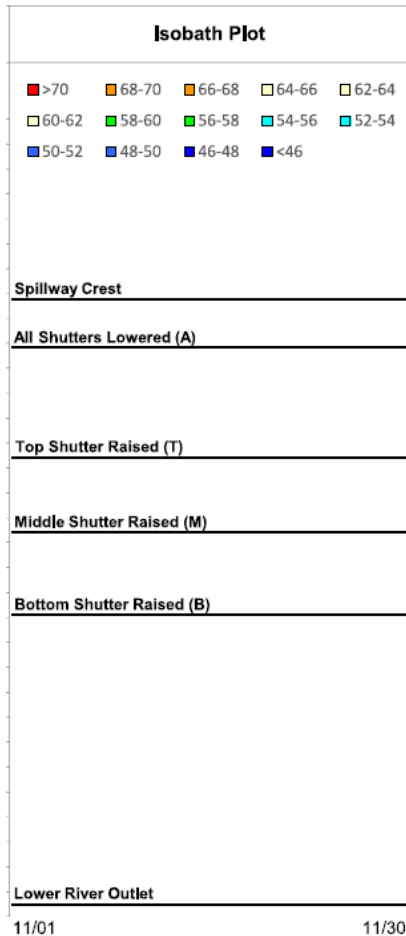 Isobath Plot
>70 68-70 66-68 64-66 62-64
60-62 58-60 56-58 54-56 52-54
50-52 48-50 46-48 <46
Spillway Crest
All Shutters Lowered (A)
Top Shutter Raised (T)
Middle Shutter Raised (M)
Bottom Shutter Raised (B)
Lower River Outlet
11/01 11/30